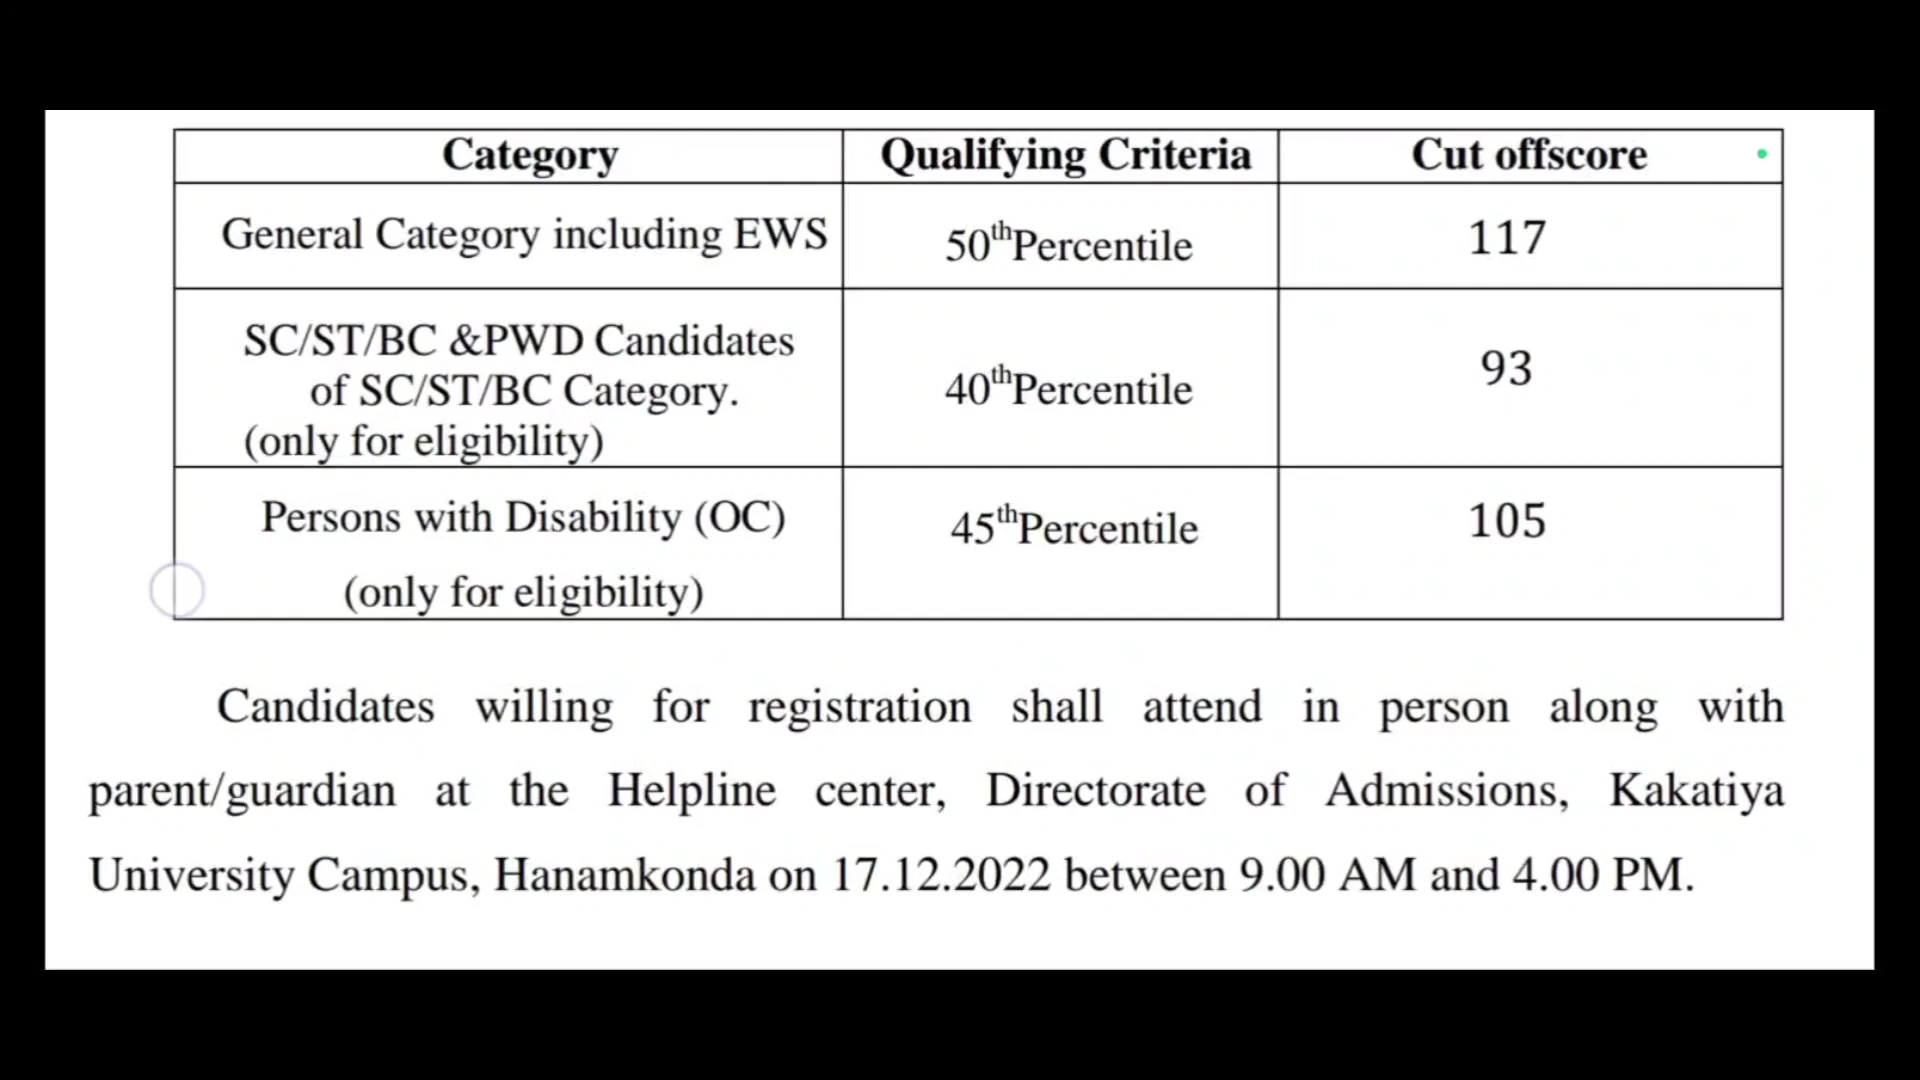 Category Qualifying Criteria Cut offscore
General Category including EWS 50thPercentile 117
SC/ST/BC &PWD Candidates
of SC/ST/BC Category.
(only for eligibility) 40thPercentile 93
Persons with Disability (OC)
(only for eligibility) 45thPercentile 105
Candidates willing for registration shall attend in person along with
parent/guardian at the Helpline center, Directorate of Admissions, Kakatiya
University Campus, Hanamkonda on 17.12.2022 between 9.00 AM and 4.00 PM.